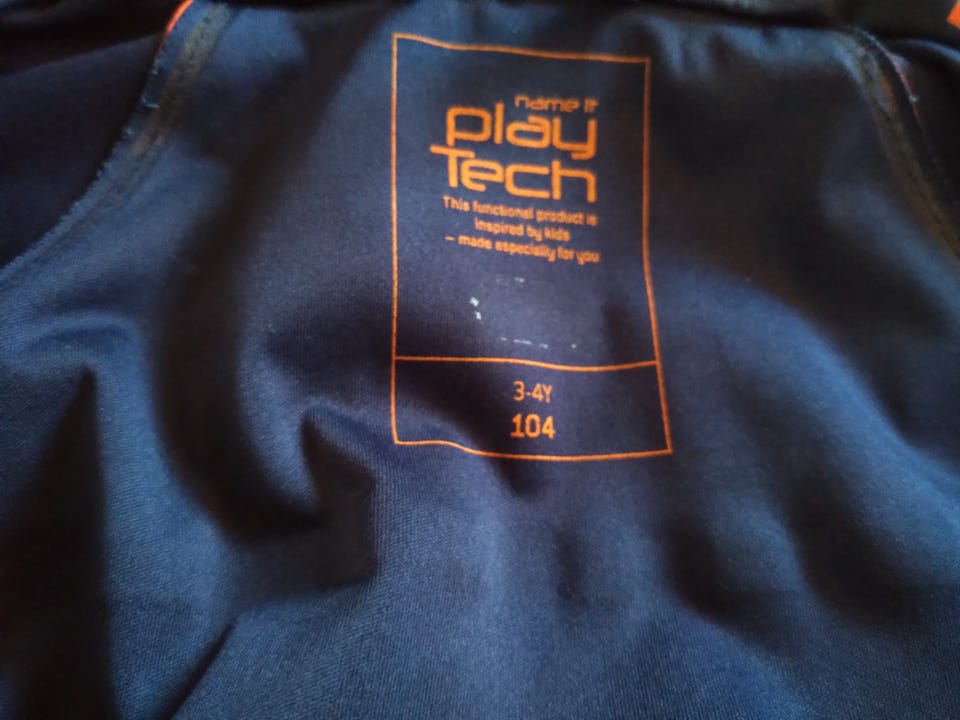 name it
play
Tech
This functional product is
inspired by kids
– made especially for you
3-4Y
104